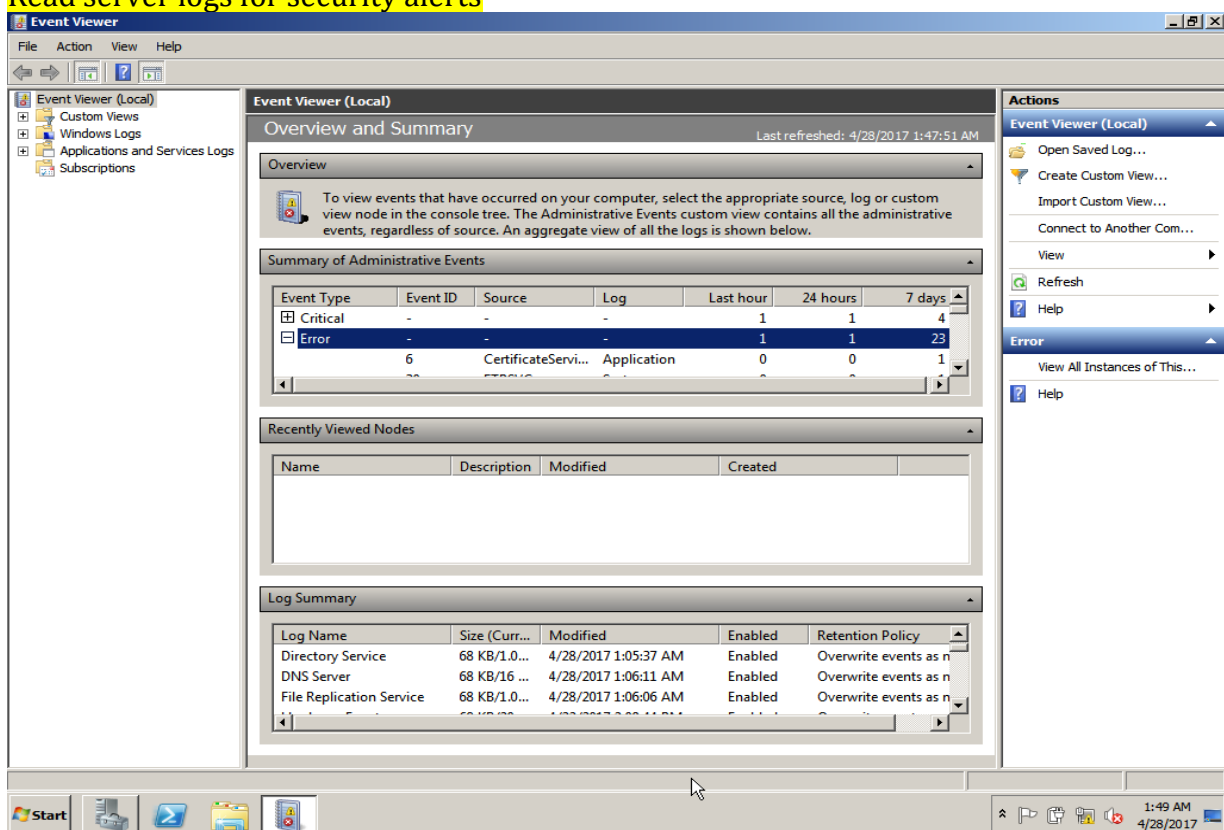 Read server logs for security alerts
Event Viewer
File Action View Help
Event Viewer (Local)
Custom Views
Windows Logs
Applications and Services Logs
Subscriptions
Event Viewer (Local)
Overview and Summary
Last refreshed: 4/28/2017 1:47:51 AM
Overview
To view events that have occurred on your computer, select the appropriate source, log or custom
view node in the console tree. The Administrative Events custom view contains all the administrative
events, regardless of source. An aggregate view of all the logs is shown below.
Summary of Administrative Events
Event Type Event ID Source Log Last hour 24 hours 7 days
Critical - - - 1 1 4
Error - - - 1 1 23
6 CertificateServi... Application 0 0 1
Recently Viewed Nodes
Name Description Modified Created
Log Summary
Log Name Size (Curr... Modified Enabled Retention Policy
Directory Service 68 KB/1.0... 4/28/2017 1:05:37 AM Enabled Overwrite events as n
DNS Server 68 KB/16 ... 4/28/2017 1:06:11 AM Enabled Overwrite events as n
File Replication Service 68 KB/1.0... 4/28/2017 1:06:06 AM Enabled Overwrite events as n
Actions
Event Viewer (Local)
Open Saved Log...
Create Custom View...
Import Custom View...
Connect to Another Com...
View
Refresh
Help
Error
View All Instances of This...
Help
Start
1:49 AM
4/28/2017